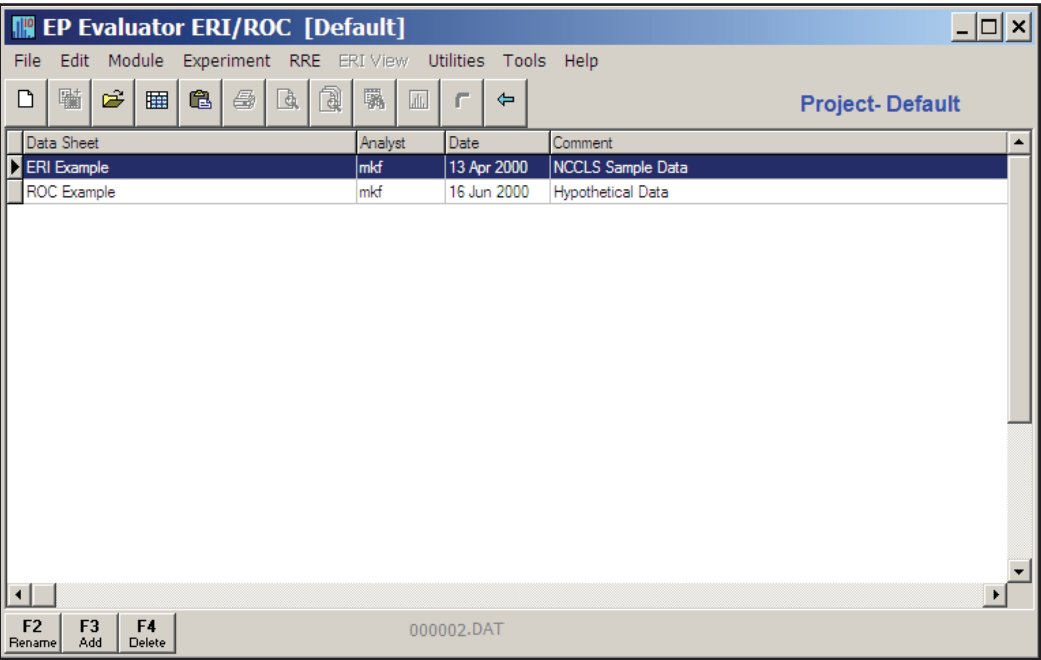 EP Evaluator ERI/ROC [Default]
File Edit Module Experiment RRE ERI View Utilities Tools Help
Project- Default
Data Sheet Analyst Date Comment
ERI Example mkf 13 Apr 2000 NCCLS Sample Data
ROC Example mkf 16 Jun 2000 Hypothetical Data
F2 F3 F4
Rename Add Delete
000002.DAT